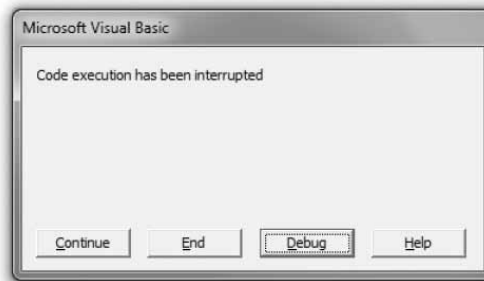 Microsoft Visual Basic
Code execution has been interrupted
Continue End Debug Help